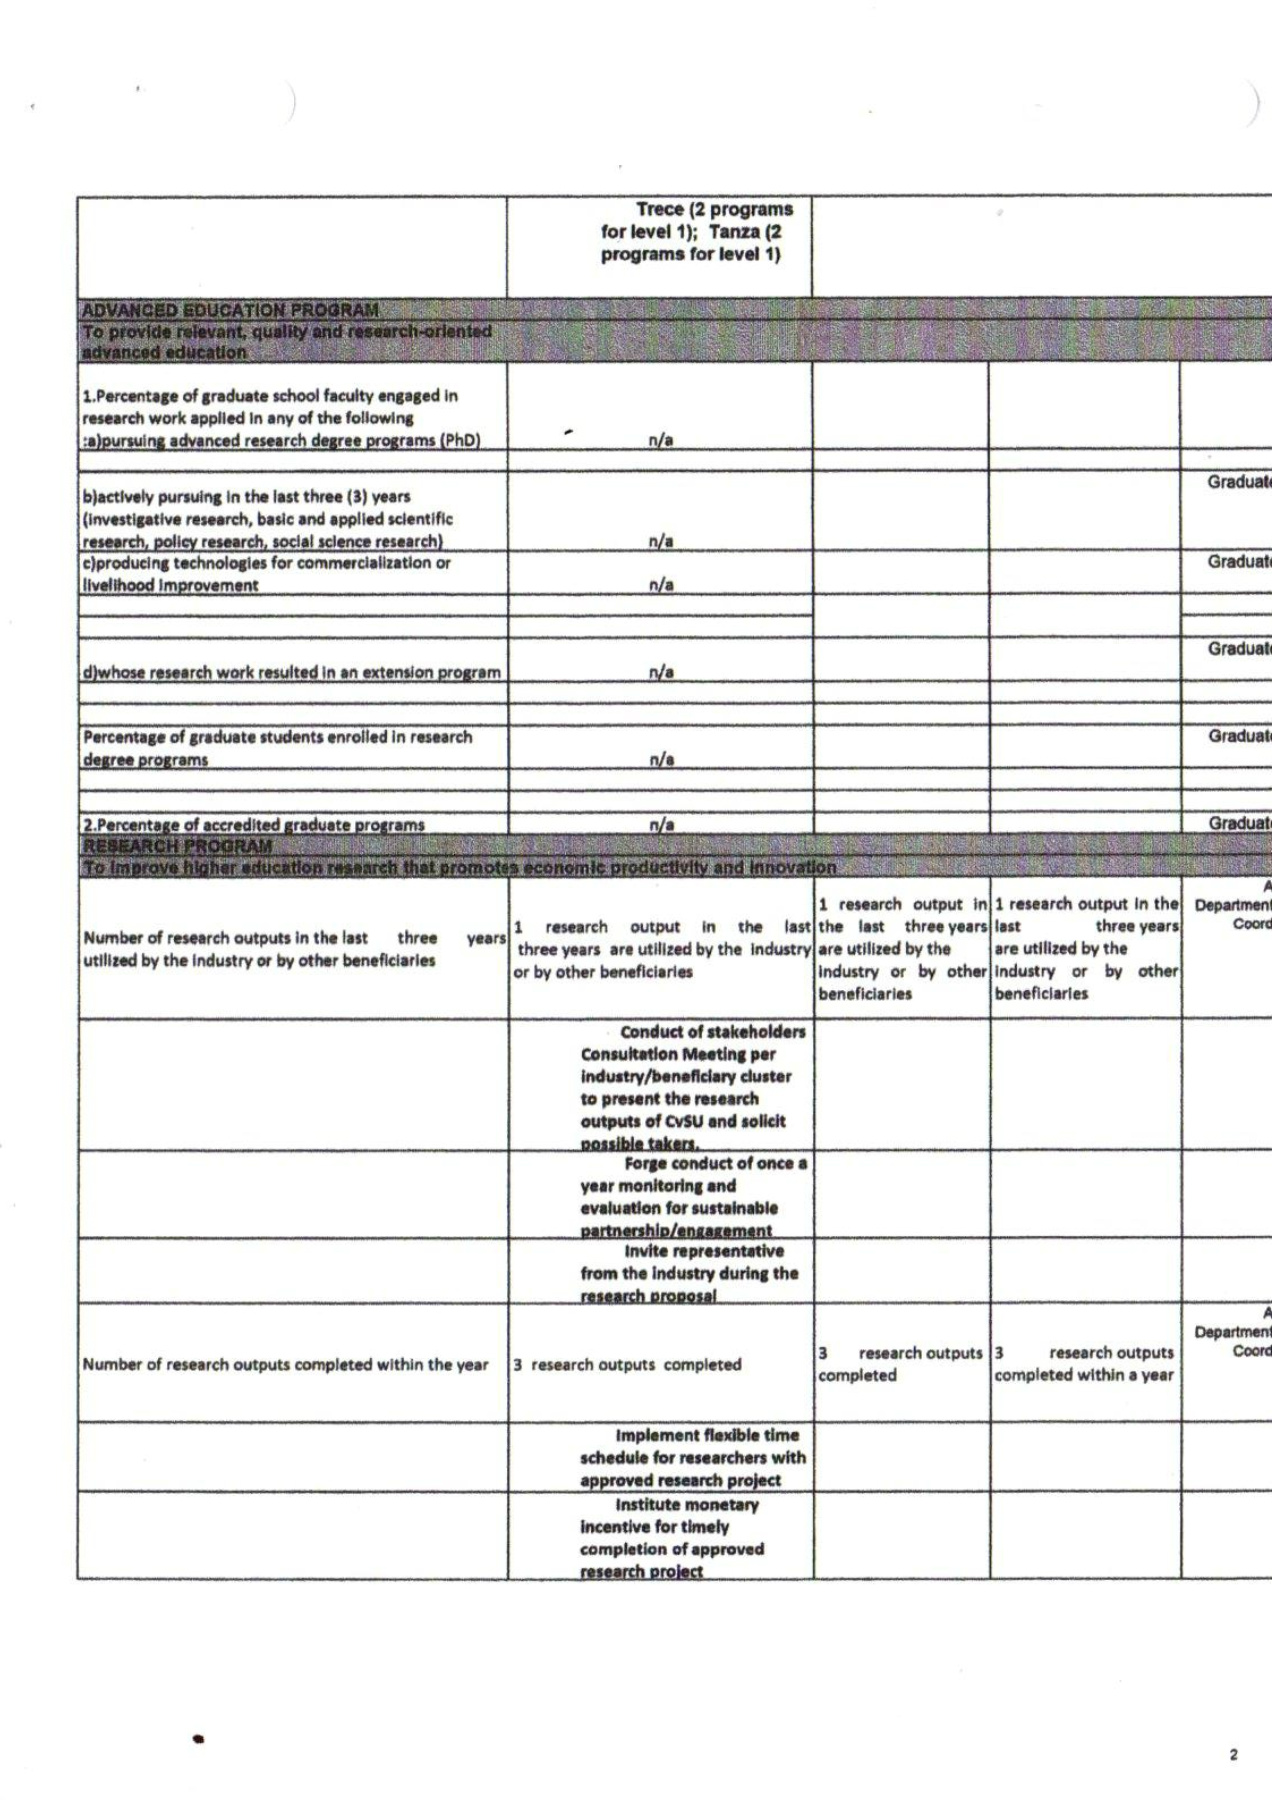 Trece (2 programs
for level 1); Tanza (2
programs for level 1)
ADVANCED EDUCATION PROGRAM
To provide relevant, quality and research-oriented
advanced education
1.Percentage of graduate school faculty engaged in
research work applied in any of the following
:a)pursuing advanced research degree programs (PhD)
n/a
b)actively pursuing in the last three (3) years
(investigative research, basic and applied scientific
research, policy research, social science research)
n/a
Graduate
c)producing technologies for commercialization or
livelihood improvement
n/a
Graduate
d)whose research work resulted in an extension program
n/a
Graduate
Percentage of graduate students enrolled in research
degree programs
n/a
Graduate
2.Percentage of accredited graduate programs
n/a
Graduate
RESEARCH PROGRAM
To improve higher education research that promotes economic productivity and innovation
Number of research outputs in the last three years
utilized by the industry or by other beneficiaries
1 research output in the last
three years are utilized by the industry
or by other beneficiaries
1 research output in
the last three years
are utilized by the
industry or by other
beneficiaries
1 research output in the
last three years
are utilized by the
industry or by other
beneficiaries
A
Department
Coord
Conduct of stakeholders
Consultation Meeting per
industry/beneficiary cluster
to present the research
outputs of CvSU and solicit
possible takers.
Forge conduct of once a
year monitoring and
evaluation for sustainable
partnership/engagement
Invite representative
from the industry during the
research proposal
Number of research outputs completed within the year
3 research outputs completed
3 research outputs
completed
3 research outputs
completed within a year
A
Department
Coord
Implement flexible time
schedule for researchers with
approved research project
Institute monetary
incentive for timely
completion of approved
research project
2